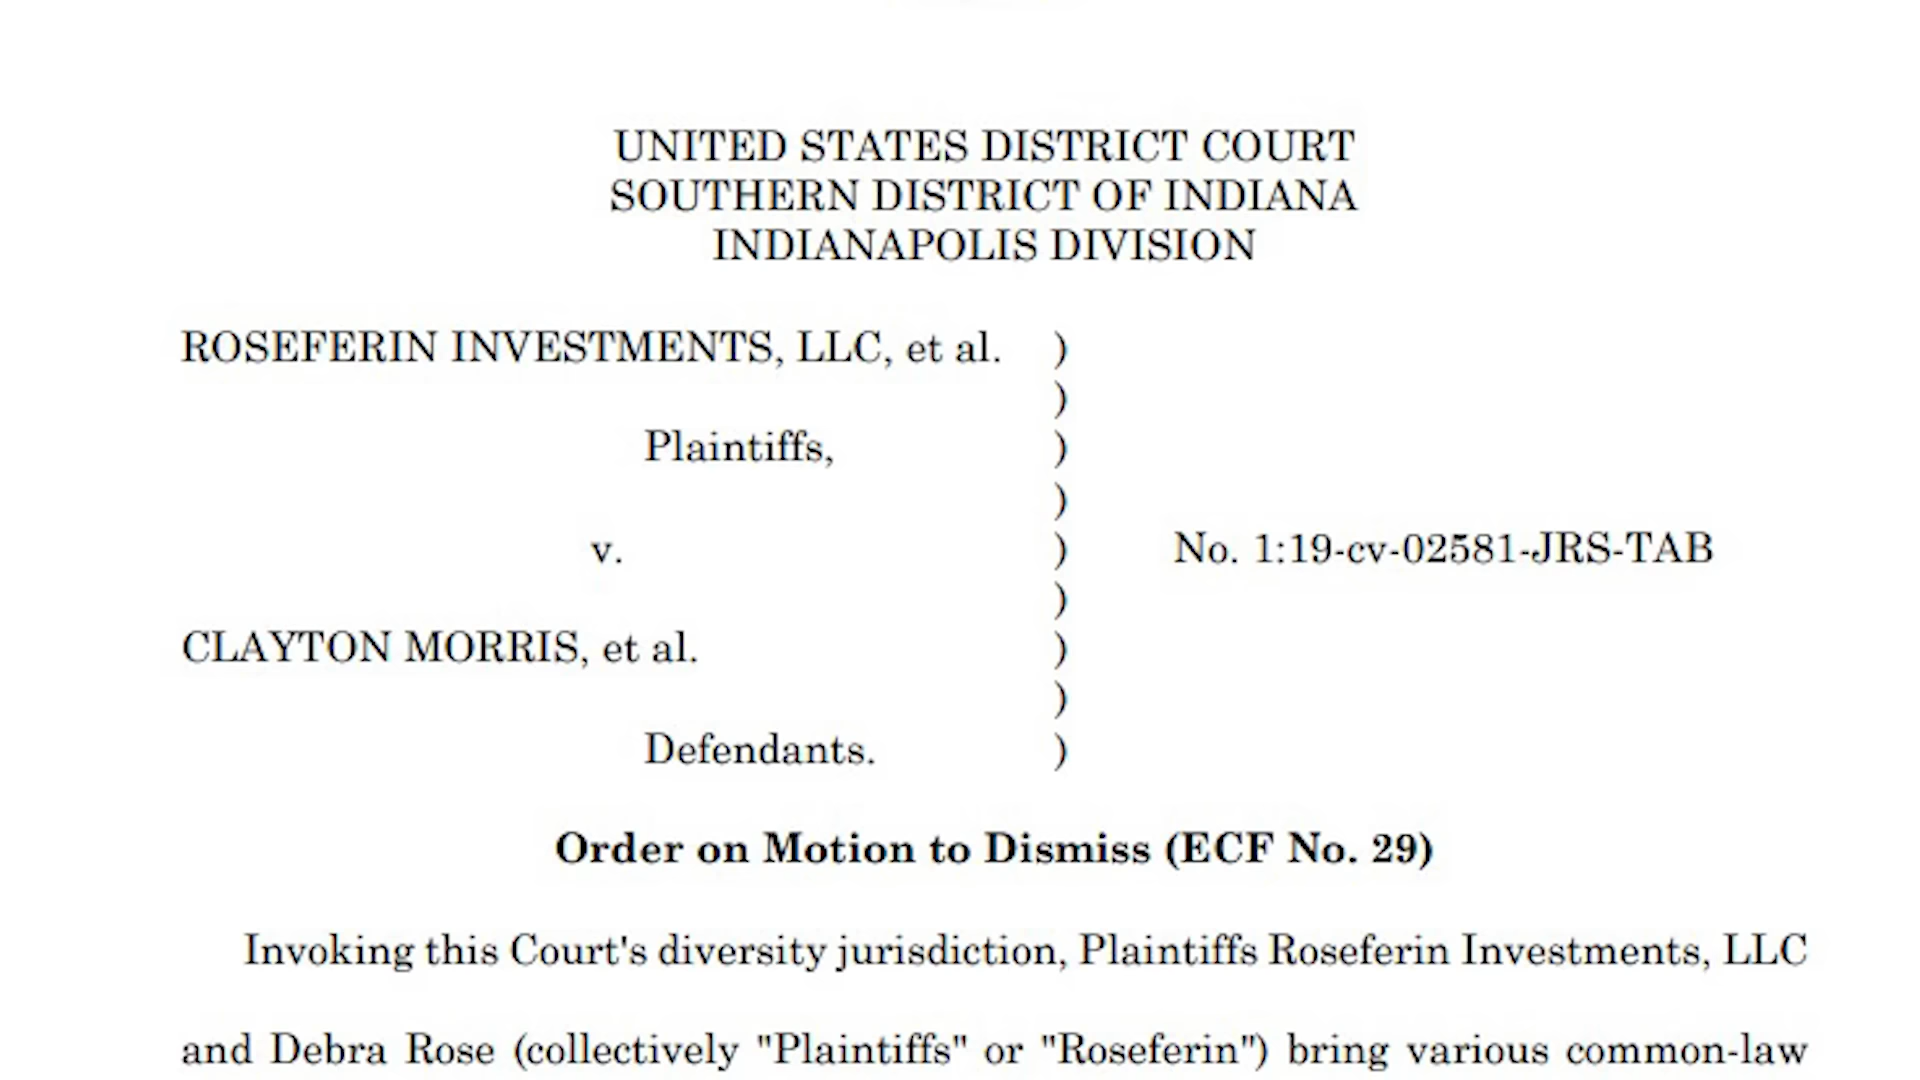 UNITED STATES DISTRICT COURT
SOUTHERN DISTRICT OF INDIANA
INDIANAPOLIS DIVISION
ROSEFERIN INVESTMENTS, LLC, et al. )
)
Plaintiffs, )
)
v. ) No. 1:19-cv-02581-JRS-TAB
)
CLAYTON MORRIS, et al. )
)
Defendants. )
Order on Motion to Dismiss (ECF No. 29)
Invoking this Court's diversity jurisdiction, Plaintiffs Roseferin Investments, LLC
and Debra Rose (collectively "Plaintiffs" or "Roseferin") bring various common-law